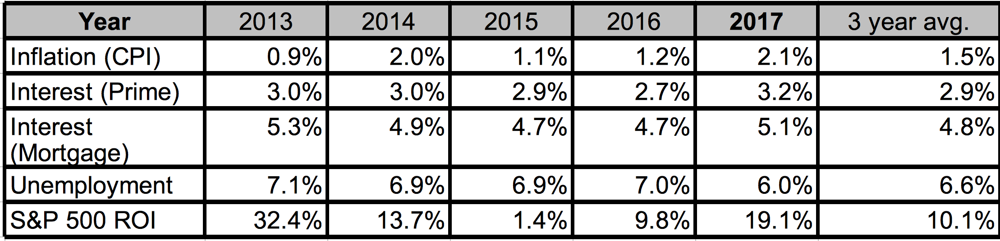 Year 2013 2014 2015 2016 2017 3 year avg.
Inflation (CPI) 0.9% 2.0% 1.1% 1.2% 2.1% 1.5%
Interest (Prime) 3.0% 3.0% 2.9% 2.7% 3.2% 2.9%
Interest 5.3% 4.9% 4.7% 4.7% 5.1% 4.8%
(Mortgage)
Unemployment 7.1% 6.9% 6.9% 7.0% 6.0% 6.6%
S&P 500 ROI 32.4% 13.7% 1.4% 9.8% 19.1% 10.1%